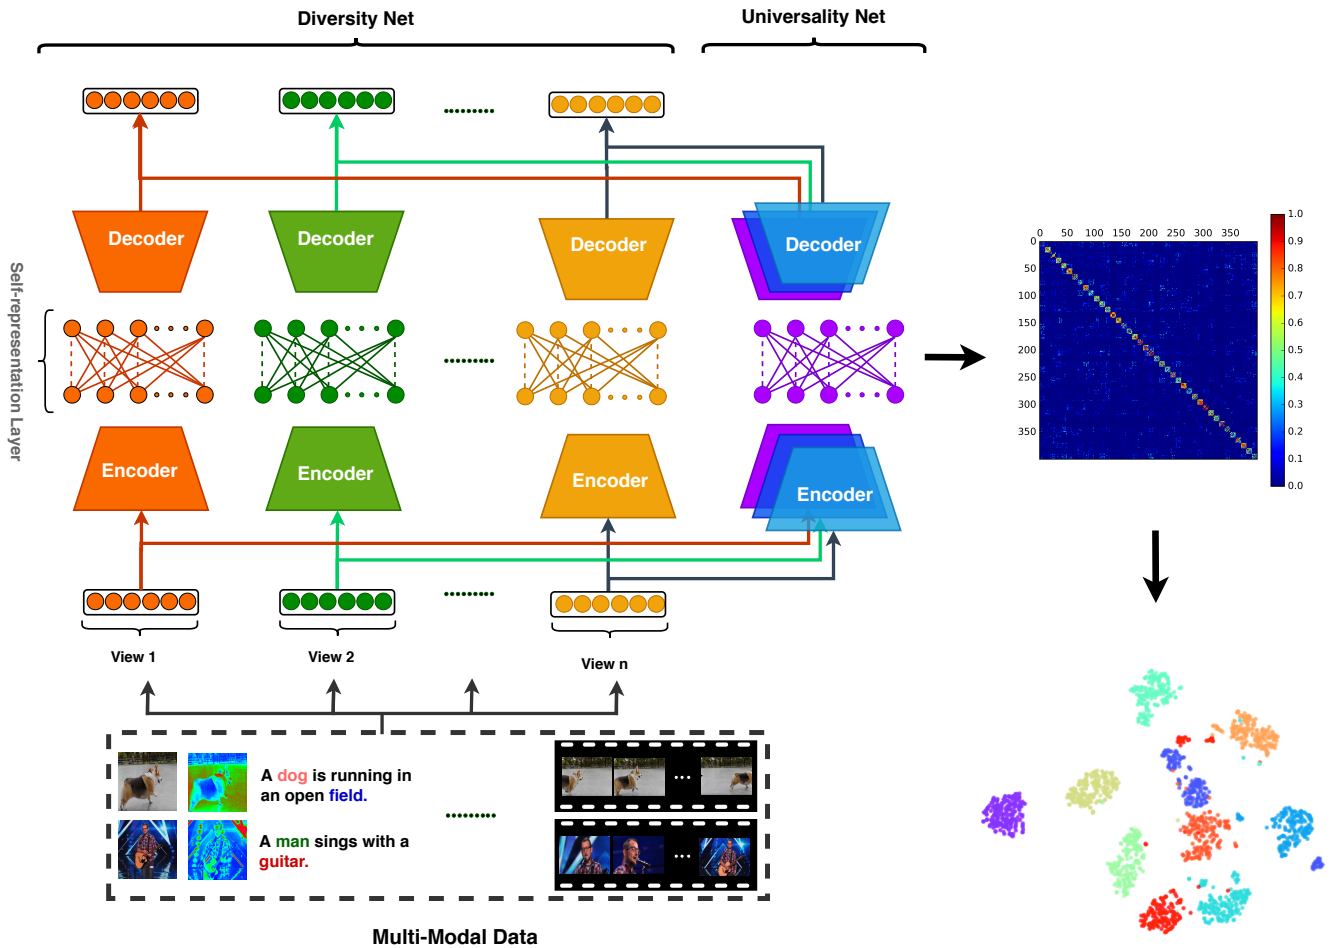 Diversity Net
Universality Net
Decoder
Decoder
Decoder
Decoder
Self-representation Layer
Encoder
Encoder
Encoder
Encoder
View 1
View 2
View n
A dog is running in
an open field.
A man sings with a
guitar.
Multi-Modal Data
0 50 100 150 200 250 300 350
0
50
100
150
200
250
300
350
1.0
0.9
0.8
0.7
0.6
0.5
0.4
0.3
0.2
0.1
0.0